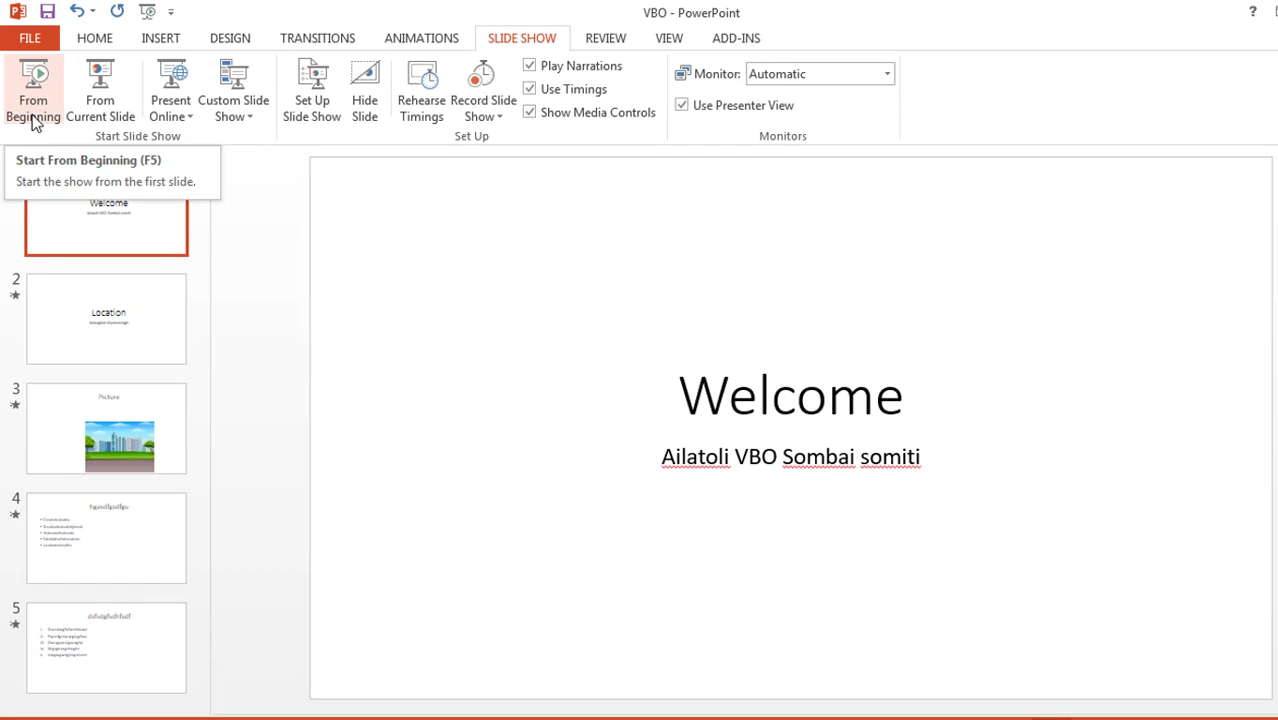 VBO - PowerPoint
?
FILE HOME INSERT DESIGN TRANSITIONS ANIMATIONS SLIDE SHOW REVIEW VIEW ADD-INS
From Beginning
From Current Slide
Present Online
Custom Slide Show
Set Up Slide Show
Hide Slide
Rehearse Timings
Record Slide Show
Play Narrations
Use Timings
Show Media Controls
Monitor: Automatic
Use Presenter View
Start Slide Show
Set Up
Monitors
Start From Beginning (F5)
Start the show from the first slide.
Welcome
Ailatoli VBO Sombai somiti
2
Location
3
Picture
4
5
Welcome
Ailatoli VBO Sombai somiti